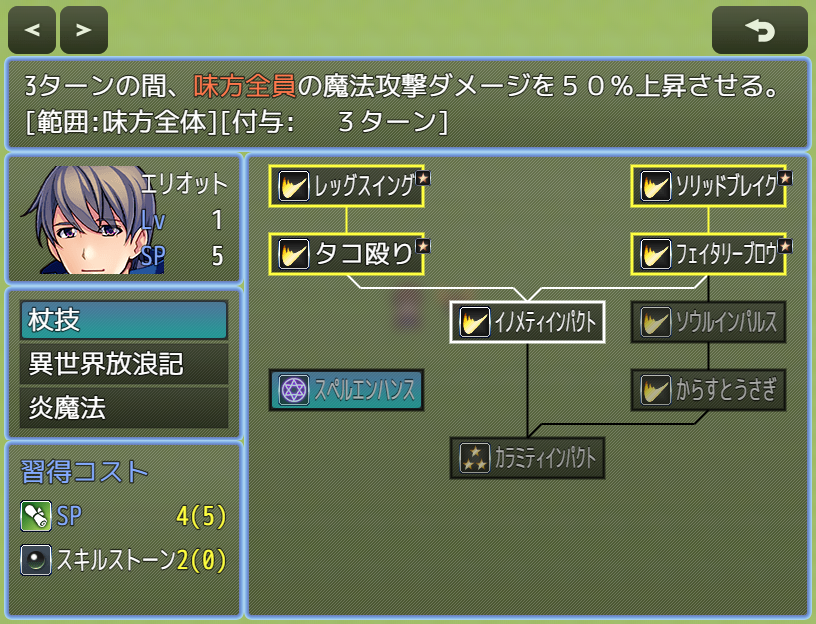 < >
3ターンの間、味方全員の魔法攻撃ダメージを５０％上昇させる。
[範囲:味方全体][付与:　３ターン]
エリオット
Lv 1
SP 5
杖技
異世界放浪記
炎魔法
習得コスト
SP 4(5)
スキルストーン2(0)
レッグスイング
ソリッドブレイク
タコ殴り
フェイタリーブロウ
イノメティインパクト
ソウルインパルス
スペルエンハンス
からすとうさぎ
カラミティインパクト